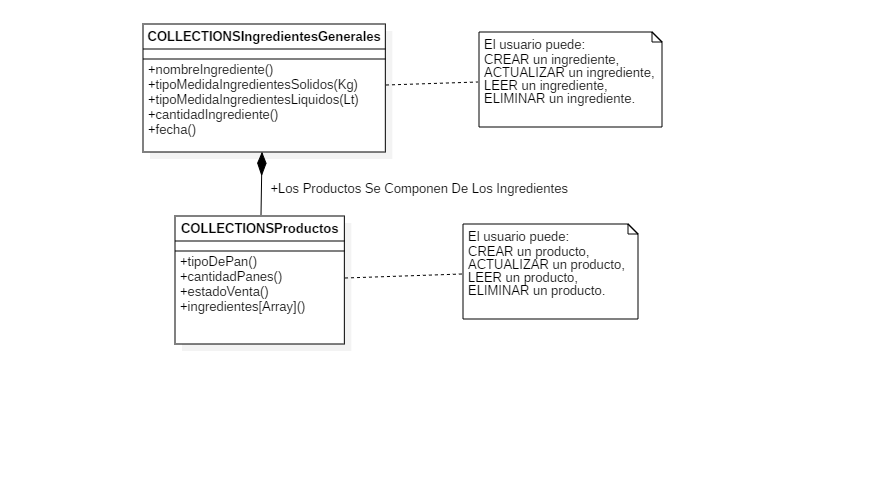 COLLECTIONSIngredientesGenerales
+nombreIngrediente()
+tipoMedidaIngredientesSolidos(Kg)
+tipoMedidaIngredientesLiquidos(Lt)
+cantidadIngrediente()
+fecha()
El usuario puede:
CREAR un ingrediente,
ACTUALIZAR un ingrediente,
LEER un ingrediente,
ELIMINAR un ingrediente.
+Los Productos Se Componen De Los Ingredientes
COLLECTIONSProductos
+tipoDePan()
+cantidadPanes()
+estadoVenta()
+ingredientes[Array]()
El usuario puede:
CREAR un producto,
ACTUALIZAR un producto,
LEER un producto,
ELIMINAR un producto.